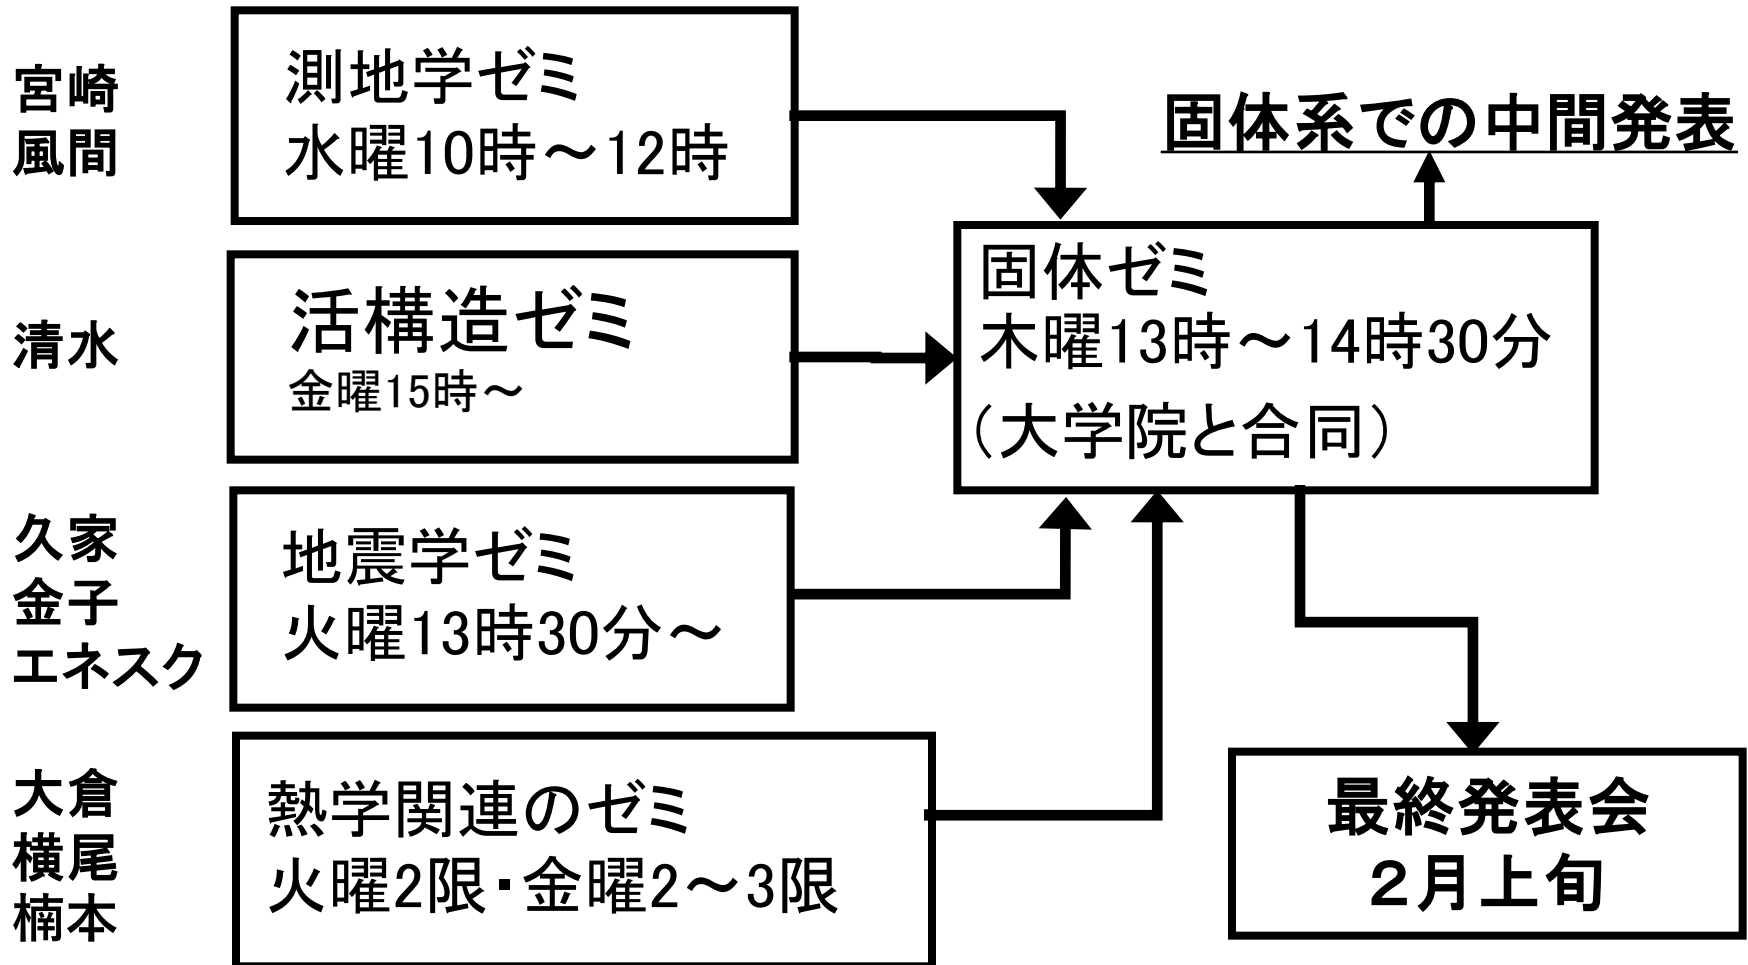 宮崎
風間
測地学ゼミ
水曜10時～12時
固体系での中間発表
清水
活構造ゼミ
金曜15時～
固体ゼミ
木曜13時～14時30分
（大学院と合同）
久家
金子
エネスク
地震学ゼミ
火曜13時30分～
大倉
横尾
楠本
熱学関連のゼミ
火曜2限・金曜2～3限
最終発表会
２月上旬